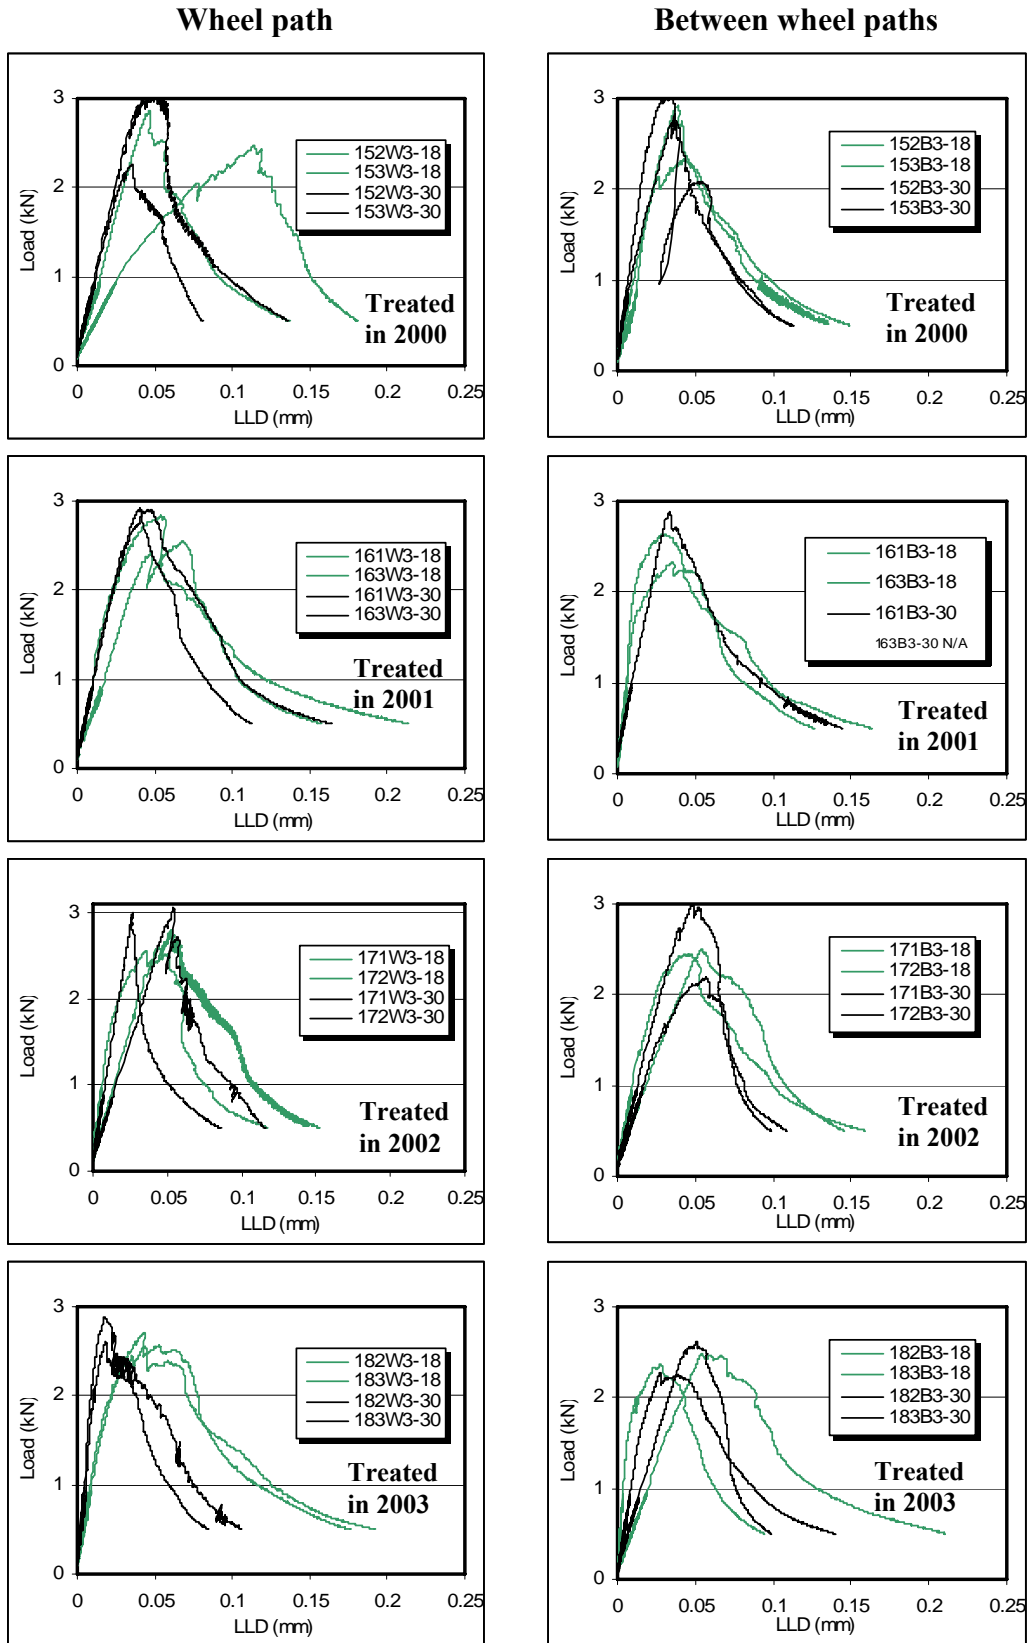 Wheel path
Between wheel paths
3
2
1
0
Load (kN)
152W3-18
153W3-18
152W3-30
153W3-30
Treated
in 2000
0 0.05 0.1 0.15 0.2 0.25
LLD (mm)
3
2
1
0
Load (kN)
152B3-18
153B3-18
152B3-30
153B3-30
Treated
in 2000
0 0.05 0.1 0.15 0.2 0.25
LLD (mm)
3
2
1
0
Load (kN)
161W3-18
163W3-18
161W3-30
163W3-30
Treated
in 2001
0 0.05 0.1 0.15 0.2 0.25
LLD (mm)
3
2
1
0
Load (kN)
161B3-18
163B3-18
161B3-30
163B3-30 N/A
Treated
in 2001
0 0.05 0.1 0.15 0.2 0.25
LLD (mm)
3
2
1
0
Load (kN)
171W3-18
172W3-18
171W3-30
172W3-30
Treated
in 2002
0 0.05 0.1 0.15 0.2 0.25
LLD (mm)
3
2
1
0
Load (kN)
171B3-18
172B3-18
171B3-30
172B3-30
Treated
in 2002
0 0.05 0.1 0.15 0.2 0.25
LLD (mm)
3
2
1
0
Load (kN)
182W3-18
183W3-18
182W3-30
183W3-30
Treated
in 2003
0 0.05 0.1 0.15 0.2 0.25
LLD (mm)
3
2
1
0
Load (kN)
182B3-18
183B3-18
182B3-30
183B3-30
Treated
in 2003
0 0.05 0.1 0.15 0.2 0.25
LLD (mm)